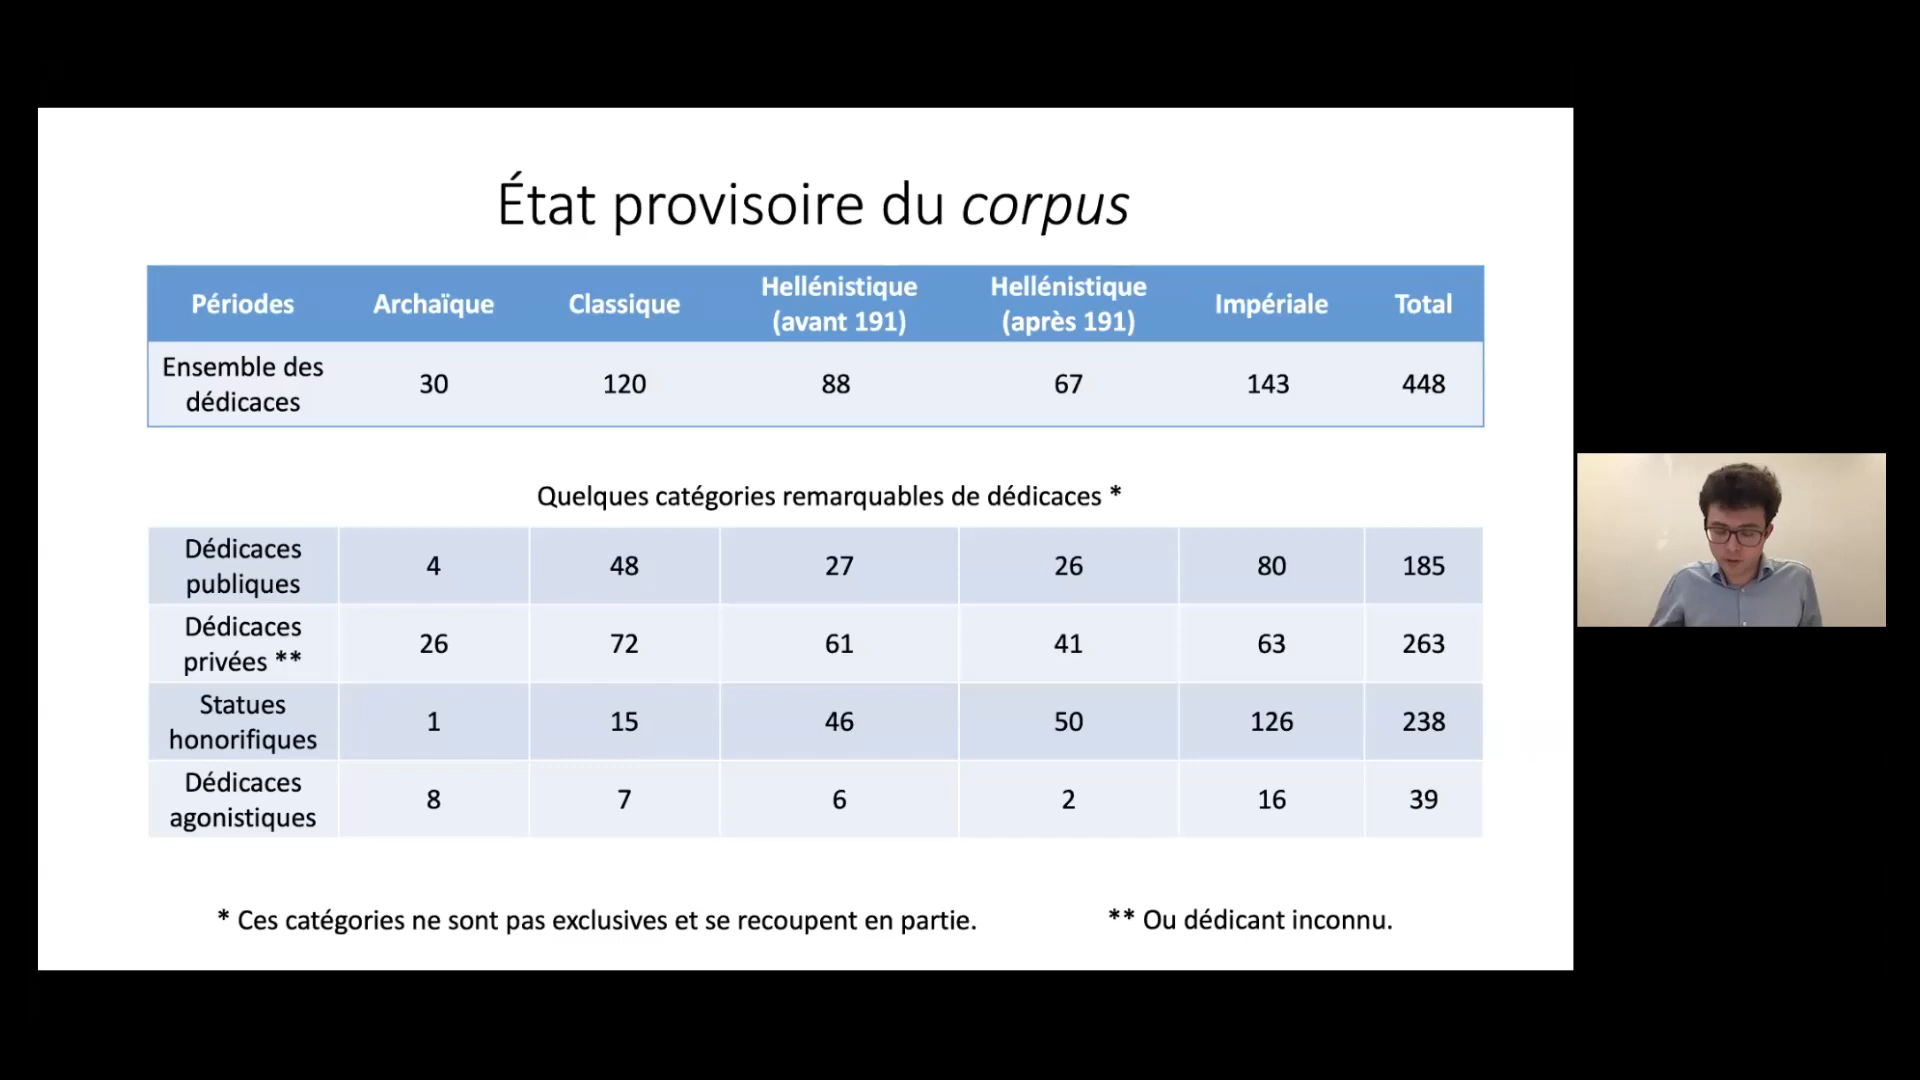 État provisoire du corpus
Périodes Archaïque Classique Hellénistique (avant 191) Hellénistique (après 191) Impériale Total
Ensemble des dédicaces 30 120 88 67 143 448
Quelques catégories remarquables de dédicaces *
Dédicaces publiques 4 48 27 26 80 185
Dédicaces privées ** 26 72 61 41 63 263
Statues honorifiques 1 15 46 50 126 238
Dédicaces agonistiques 8 7 6 2 16 39
* Ces catégories ne sont pas exclusives et se recoupent en partie.
** Ou dédicant inconnu.